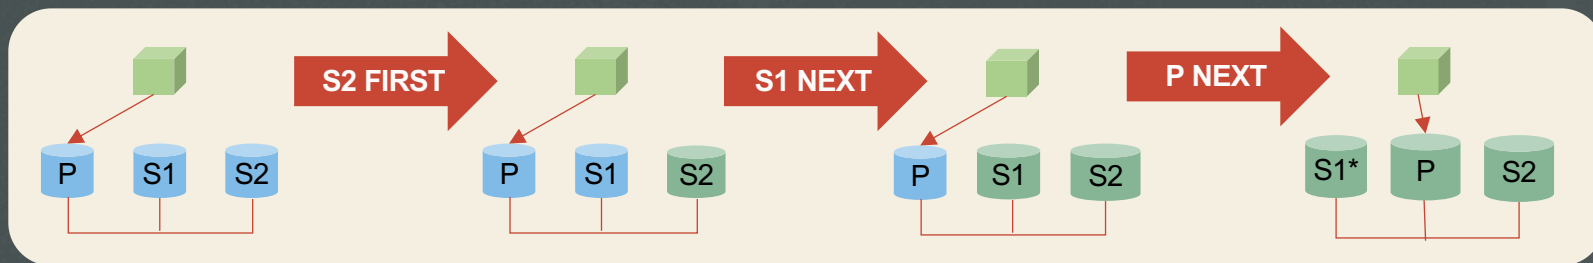 S2 FIRST
S1 NEXT
P NEXT
P S1 S2
P S1 S2
P S1 S2
S1* P S2